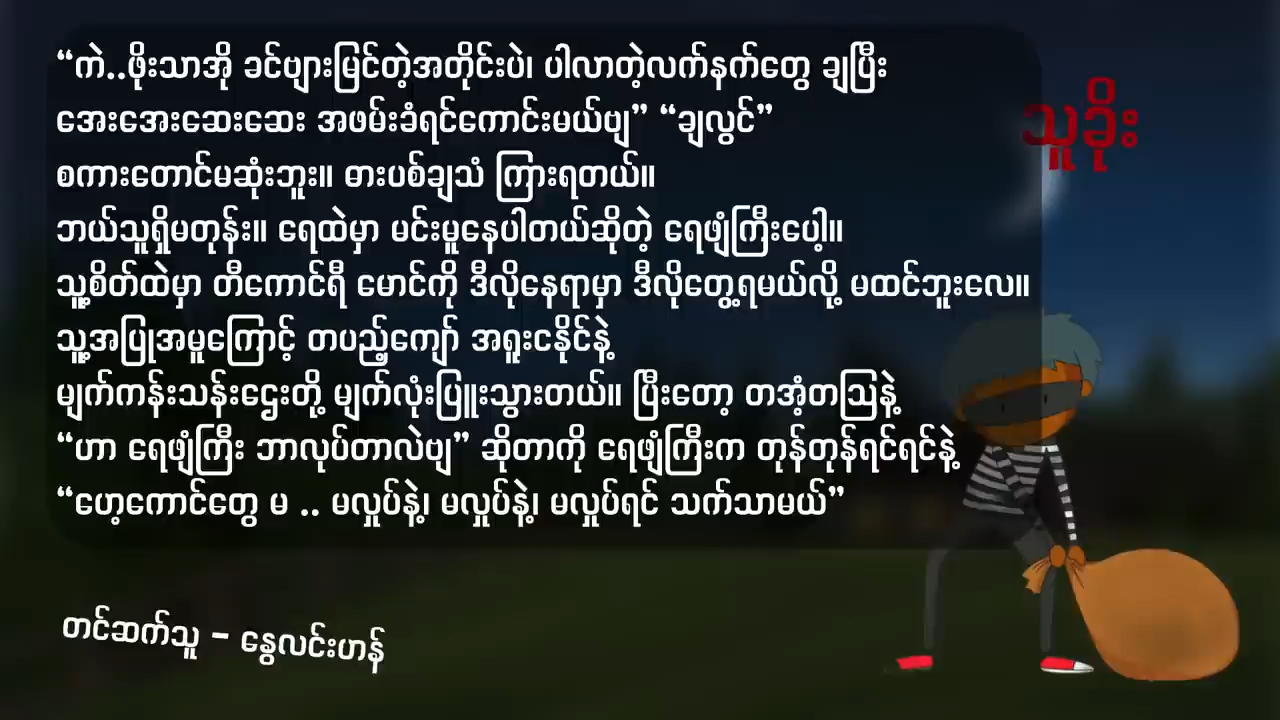 “ကဲ..ဖိုးသာအို ခင်ဗျားမြင်တဲ့အတိုင်းပဲ၊ ပါလာတဲ့လက်နက်တွေ ချပြီး
အေးအေးဆေးဆေး အဖမ်းခံရင်ကောင်းမယ်ဗျ” “ချလွင်”
စကားတောင်မဆုံးဘူး။ ဓားပစ်ချသံ ကြားရတယ်။
ဘယ်သူရှိမတုန်း။ ရေထဲမှာ မင်းမူနေပါတယ်ဆိုတဲ့ ရေဖျံကြီးပေါ့။
သူ့စိတ်ထဲမှာ တီကောင်ရီ မောင်ကို ဒီလိုနေရာမှာ ဒီလိုတွေ့ရမယ်လို့ မထင်ဘူးလေ။
သူ့အပြုအမူကြောင့် တပည့်ကျော် အရူးငနိုင်နဲ့
မျက်ကန်းသန်းဌေးတို့ မျက်လုံးပြူးသွားတယ်။ ပြီးတော့ တအံ့တဩနဲ့
“ဟာ ရေဖျံကြီး ဘာလုပ်တာလဲဗျ” ဆိုတာကို ရေဖျံကြီးက တုန်တုန်ရင်ရင်နဲ့
“ဟေ့ကောင်တွေ မ .. မလှုပ်နဲ့၊ မလှုပ်နဲ့၊ မလှုပ်ရင် သက်သာမယ်”
သူခိုး
တင်ဆက်သူ - နွေလင်းဟန်